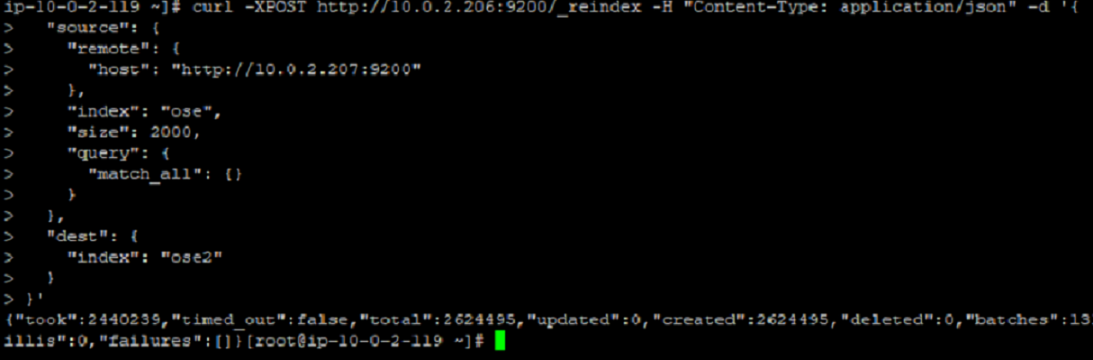 ip-10-0-2-119 ~]# curl -XPOST http://10.0.2.206:9200/_reindex -H "Content-Type: application/json" -d '{
>   "source": {
>     "remote": {
>       "host": "http://10.0.2.207:9200"
>     },
>     "index": "ose",
>     "size": 2000,
>     "query": {
>       "match_all": {}
>     }
>   },
>   "dest": {
>     "index": "ose2"
>   }
> }'
{"took":2440239,"timed_out":false,"total":2624495,"updated":0,"created":2624495,"deleted":0,"batches":131
illis":0,"failures":[]}[root@ip-10-0-2-119 ~]#